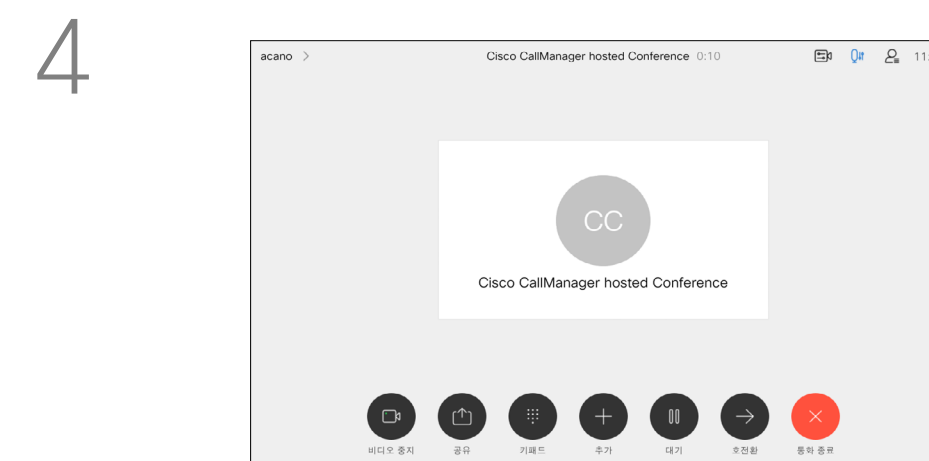 4
acano >
Cisco CallManager hosted Conference 0:10
11:
CC
Cisco CallManager hosted Conference
비디오 중지 공유 키패드 추가 대기 호전환 통화 종료